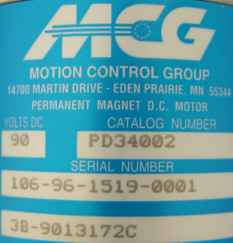 MCG
MOTION CONTROL GROUP
14700 MARTIN DRIVE - EDEN PRAIRIE, MN 55344
PERMANENT MAGNET D.C. MOTOR
VOLTS DC CATALOG NUMBER
90 PD34002
SERIAL NUMBER
106-96-1519-0001
3B-9013172C